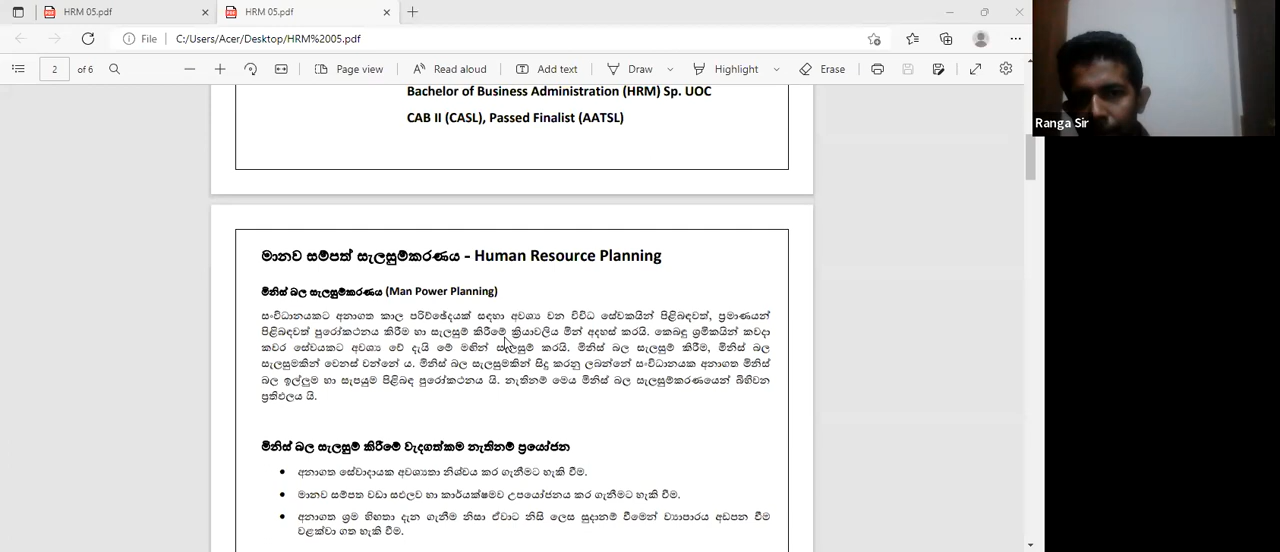 HRM 05.pdf
HRM 05.pdf
File
C:/Users/Acer/Desktop/HRM%2005.pdf
2 of 6
Page view
Read aloud
Add text
Draw
Highlight
Erase
Ranga Sir
Bachelor of Business Administration (HRM) Sp. UOC
CAB II (CASL), Passed Finalist (AATSL)
මානව සම්පත් සැලසුම්කරණය – Human Resource Planning
මිනිස් බල සැලසුම්කරණය (Man Power Planning)
සංවිධානයකට අනාගත කාල පරිච්ඡේදයක් සඳහා අවශ්‍ය වන විවිධ සේවකයින් පිළිබඳවත්, ප්‍රමාණයන්
පිළිබඳවත් පුරෝකථනය කිරීම හා සැලසුම් කිරීමේ ක්‍රියාවලිය මින් අදහස් කරයි. කෙබඳු ශ්‍රමිකයින් කවදා
කවර සේවයකට අවශ්‍ය වේ දැයි මේ මඟින් සැලසුම් කරයි. මිනිස් බල සැලසුම් කිරීම, මිනිස් බල
සැලසුමකින් වෙනස් වන්නේ ය. මිනිස් බල සැලසුමකින් සිදු කරනු ලබන්නේ සංවිධානයක අනාගත මිනිස්
බල ඉල්ලුම හා සැපයුම පිළිබඳ පුරෝකථනය යි. නැතිනම් මෙය මිනිස් බල සැලසුම්කරණයෙන් බිහිවන
ප්‍රතිඵලය යි.
මිනිස් බල සැලසුම් කිරීමේ වැදගත්කම නැතිනම් ප්‍රයෝජන
• අනාගත සේවාදායක අවශ්‍යතා නිශ්චය කර ගැනීමට හැකි වීම.
• මානව සම්පත වඩා සඵලව හා කාර්යක්ෂමව උපයෝජනය කර ගැනීමට හැකි වීම.
• අනාගත ශ්‍රම හිඟතා දැන ගැනීම නිසා ඒවාට නිසි ලෙස සුදානම් වීමෙන් ව්‍යාපාරය අඩපන වීම
වළක්වා ගත හැකි වීම.